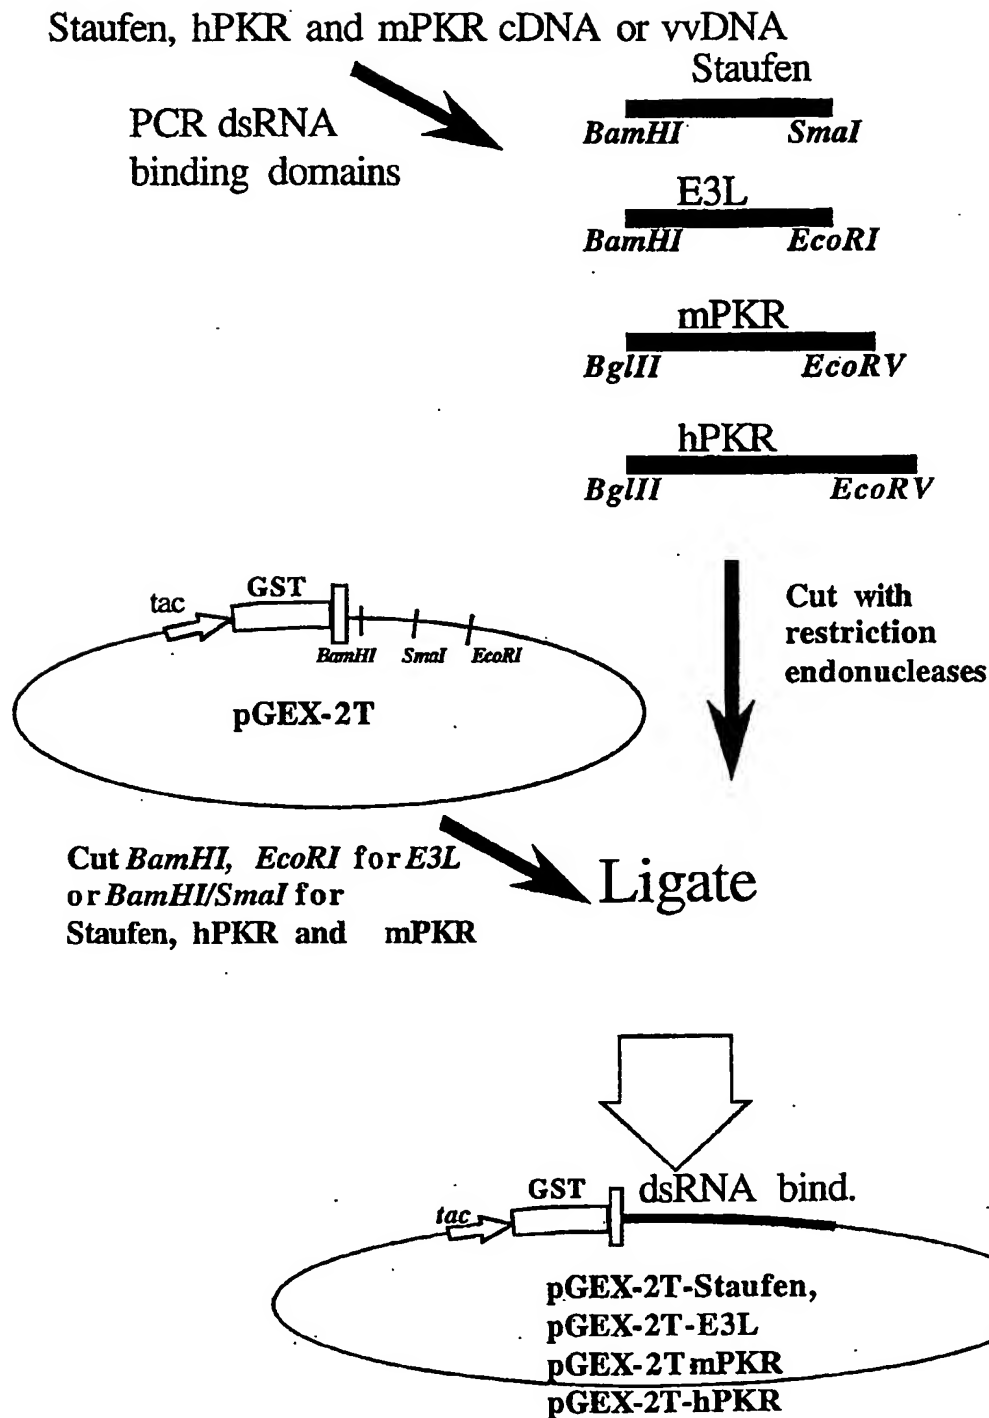 Staufen, hPKR and mPKR cDNA or vvDNA
PCR dsRNA
binding domains
Staufen
BamHI SmaI
E3L
BamHI EcoRI
mPKR
BglII EcoRV
hPKR
BglII EcoRV
Cut with
restriction
endonucleases
tac GST
BamHI SmaI EcoRI
pGEX-2T
Cut BamHI, EcoRI for E3L
or BamHI/SmaI for
Staufen, hPKR and mPKR
Ligate
tac GST dsRNA bind.
pGEX-2T-Staufen,
pGEX-2T-E3L
pGEX-2TmPKR
pGEX-2T-hPKR